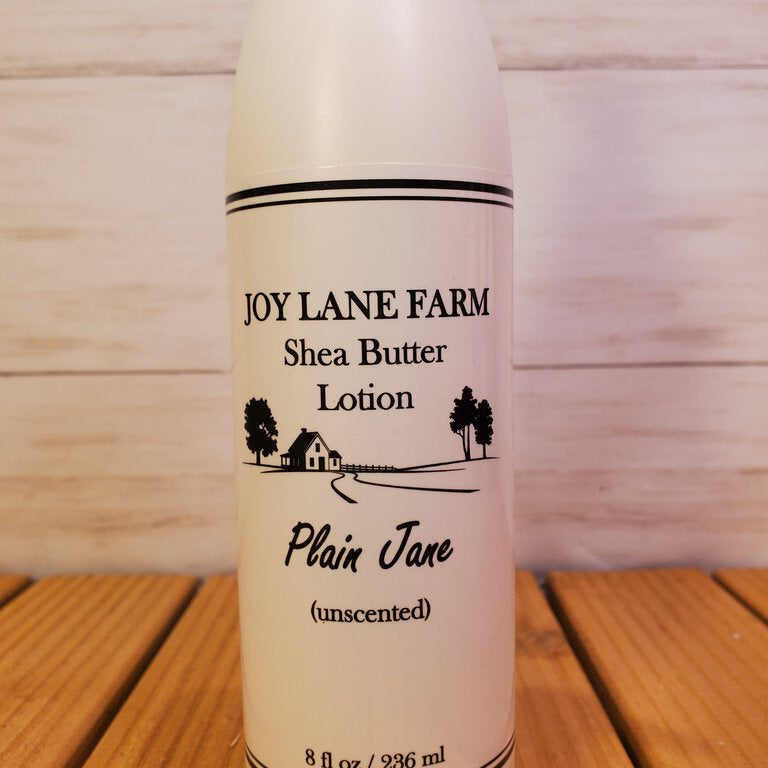 JOY LANE FARM
Shea Butter
Lotion
Plain Jane
(unscented)
8 fl oz / 236 ml